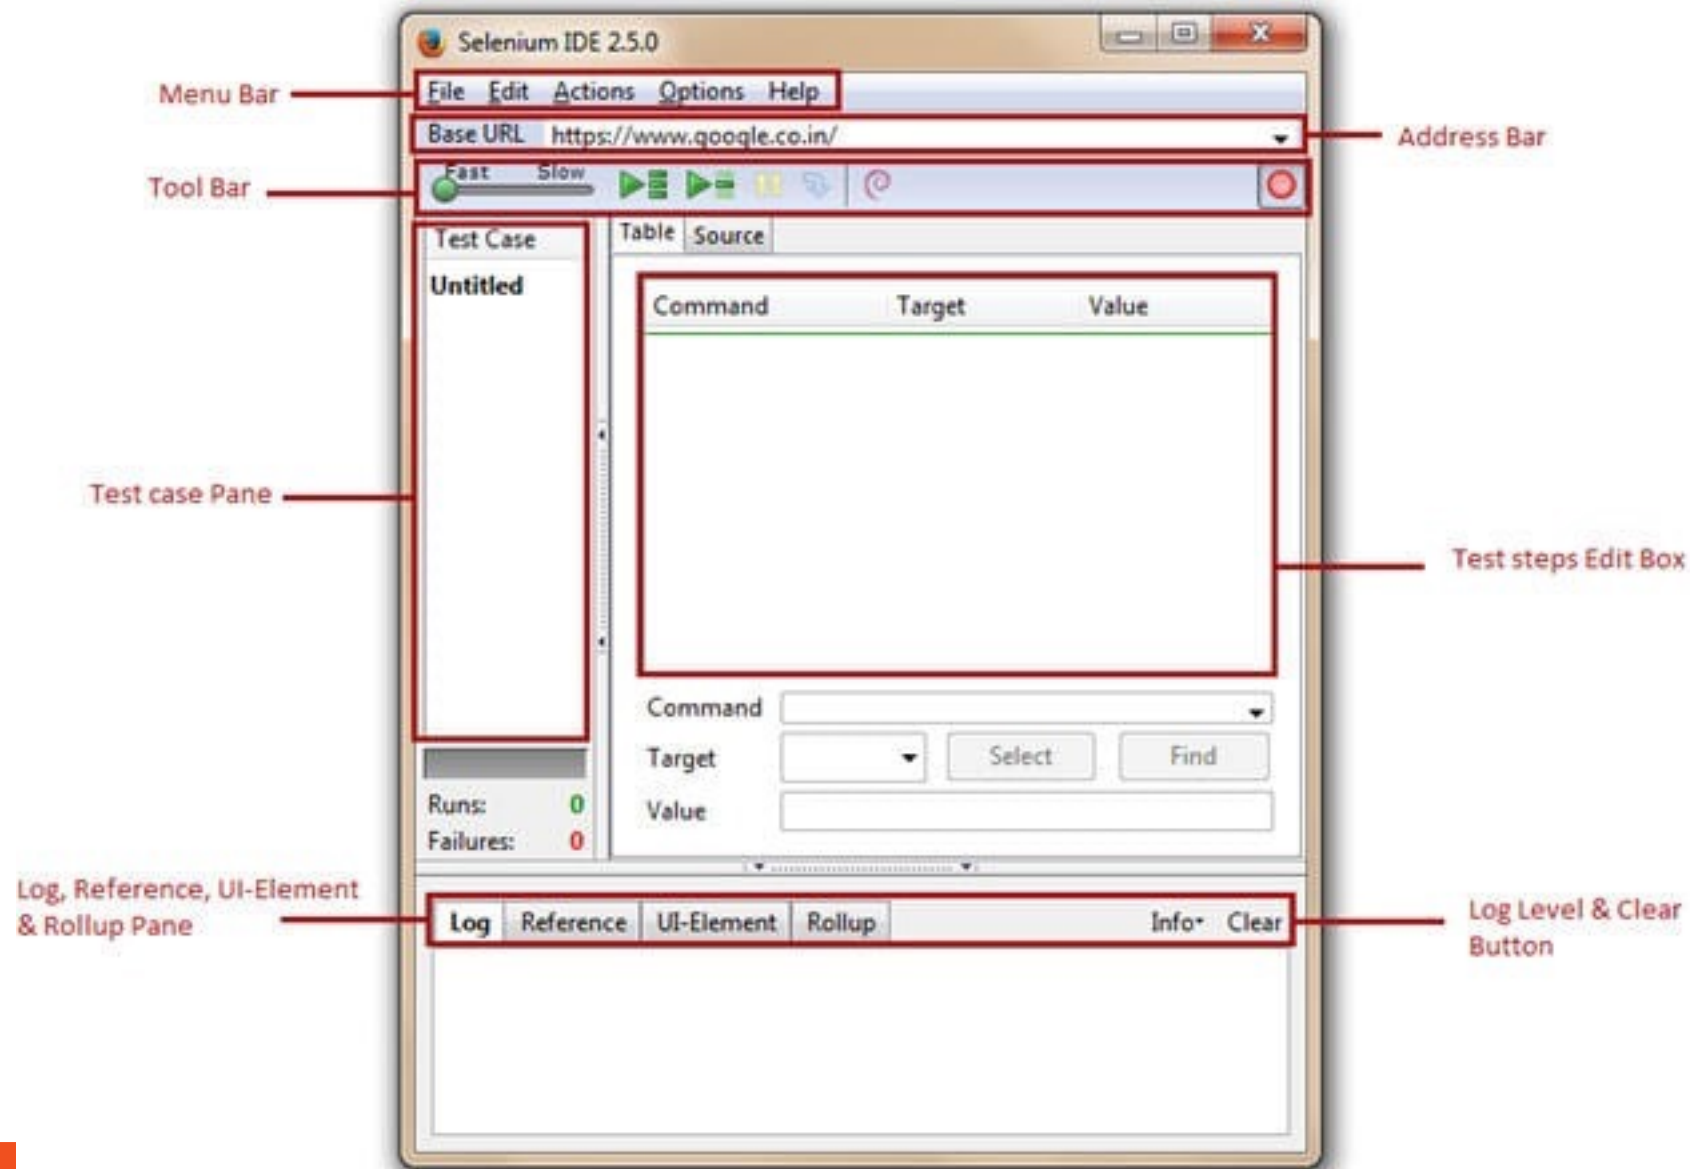 Selenium IDE 2.5.0
Menu Bar
File Edit Actions Options Help
Base URL https://www.google.co.in/
Address Bar
Tool Bar
Fast Slow
Test Case
Untitled
Table Source
Command Target Value
Test case Pane
Test steps Edit Box
Command
Target Select Find
Value
Runs: 0
Failures: 0
Log, Reference, UI-Element
& Rollup Pane
Log Reference UI-Element Rollup Info Clear
Log Level & Clear
Button